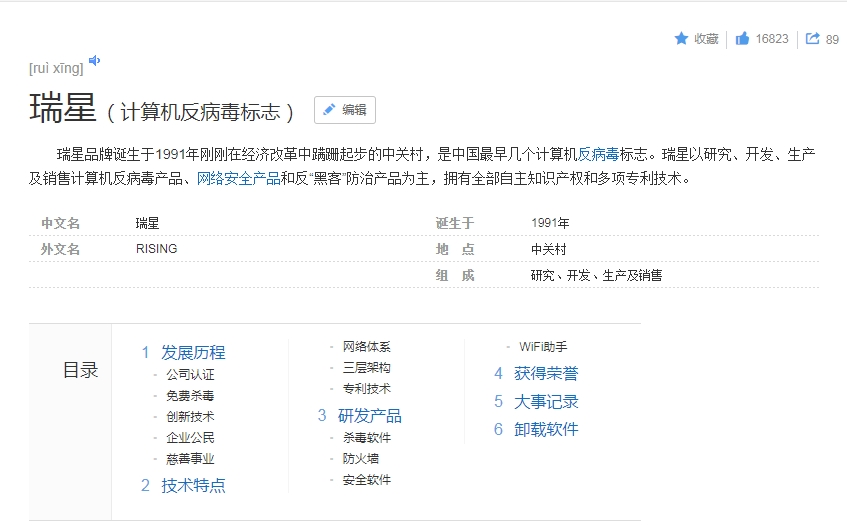 收藏 16823 89
[ruì xīng]
瑞星（计算机反病毒标志） 编辑
瑞星品牌诞生于1991年刚刚在经济改革中蹒跚起步的中关村，是中国最早几个计算机反病毒标志。瑞星以研究、开发、生产
及销售计算机反病毒产品、网络安全产品和反“黑客”防治产品为主，拥有全部自主知识产权和多项专利技术。
中文名 瑞星 诞生于 1991年
外文名 RISING 地 点 中关村
组 成 研究、开发、生产及销售
目录
1 发展历程
- 公司认证
- 免费杀毒
- 创新技术
- 企业公民
- 慈善事业
2 技术特点
- 网络体系
- 三层架构
- 专利技术
3 研发产品
- 杀毒软件
- 防火墙
- 安全软件
- WiFi助手
4 获得荣誉
5 大事记录
6 卸载软件